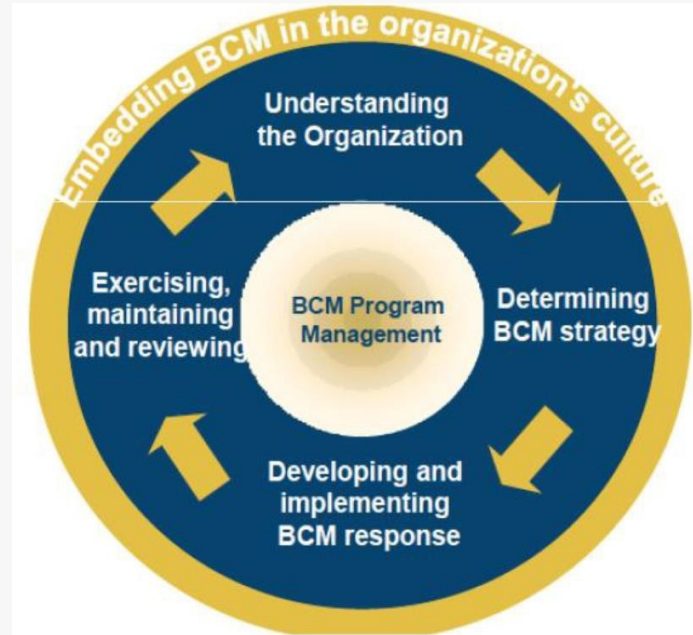 Embedding BCM in the organization's culture
Understanding
the Organization
Determining
BCM strategy
Developing and
implementing
BCM response
Exercising,
maintaining
and reviewing
BCM Program
Management